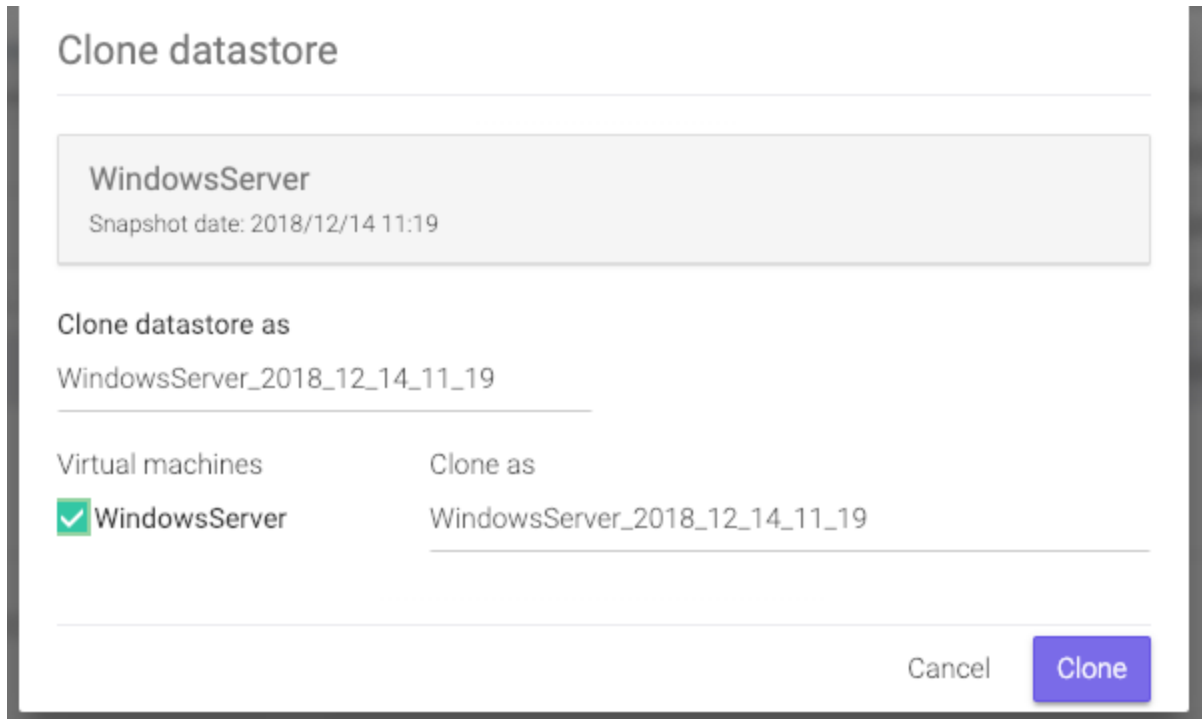 Clone datastore
WindowsServer
Snapshot date: 2018/12/14 11:19
Clone datastore as
WindowsServer_2018_12_14_11_19
Virtual machines
Clone as
WindowsServer
WindowsServer_2018_12_14_11_19
Cancel
Clone